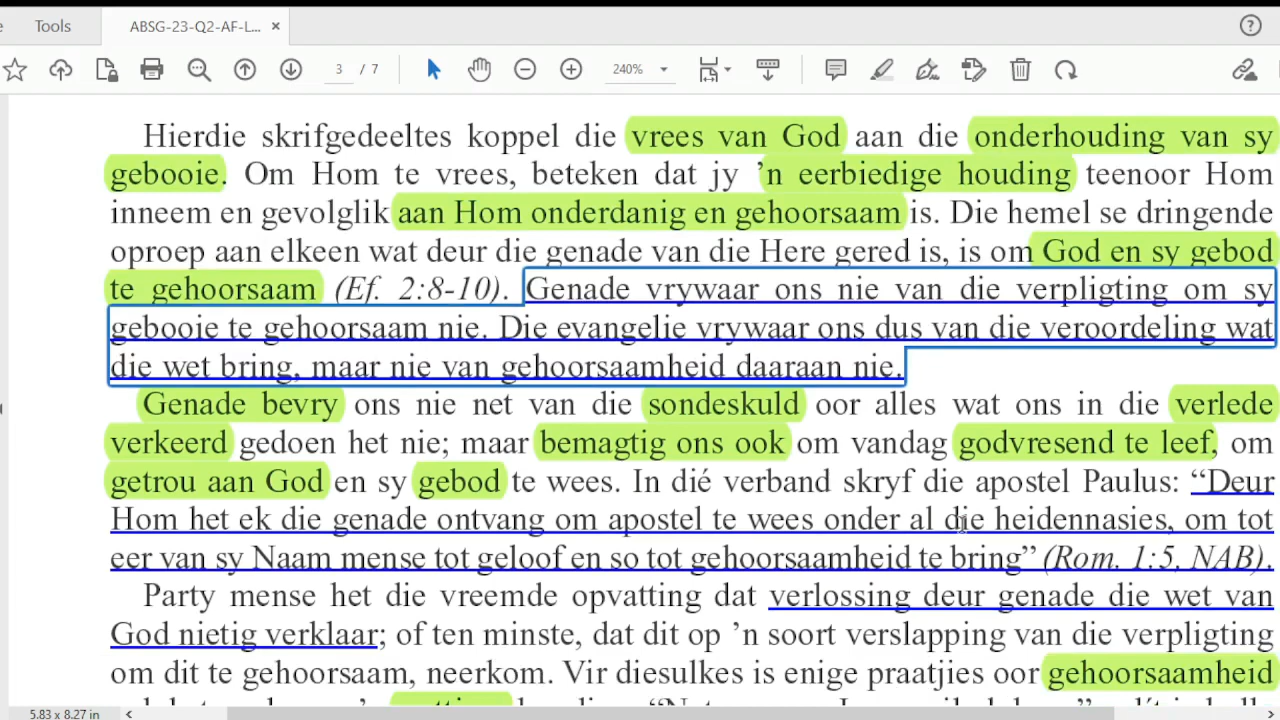 e Tools ABSG-23-Q2-AF-L... ×
3 / 7 240%
Hierdie skrifgedeeltes koppel die vrees van God aan die onderhouding van sy
gebooie. Om Hom te vrees, beteken dat jy ’n eerbiedige houding teenoor Hom
inneem en gevolglik aan Hom onderdanig en gehoorsaam is. Die hemel se dringende
oproep aan elkeen wat deur die genade van die Here gered is, is om God en sy gebod
te gehoorsaam (Ef. 2:8-10). Genade vrywaar ons nie van die verpligting om sy
gebooie te gehoorsaam nie. Die evangelie vrywaar ons dus van die veroordeling wat
die wet bring, maar nie van gehoorsaamheid daaraan nie.
Genade bevry ons nie net van die sondeskuld oor alles wat ons in die verlede
verkeerd gedoen het nie; maar bemagtig ons ook om vandag godvresend te leef, om
getrou aan God en sy gebod te wees. In dié verband skryf die apostel Paulus: “Deur
Hom het ek die genade ontvang om apostel te wees onder al die heidennasies, om tot
eer van sy Naam mense tot geloof en so tot gehoorsaamheid te bring” (Rom. 1:5, NAB).
Party mense het die vreemde opvatting dat verlossing deur genade die wet van
God nietig verklaar; of ten minste, dat dit op ’n soort verslapping van die verpligting
om dit te gehoorsaam, neerkom. Vir diesulkes is enige praatjies oor gehoorsaamheid
5.83 x 8.27 in